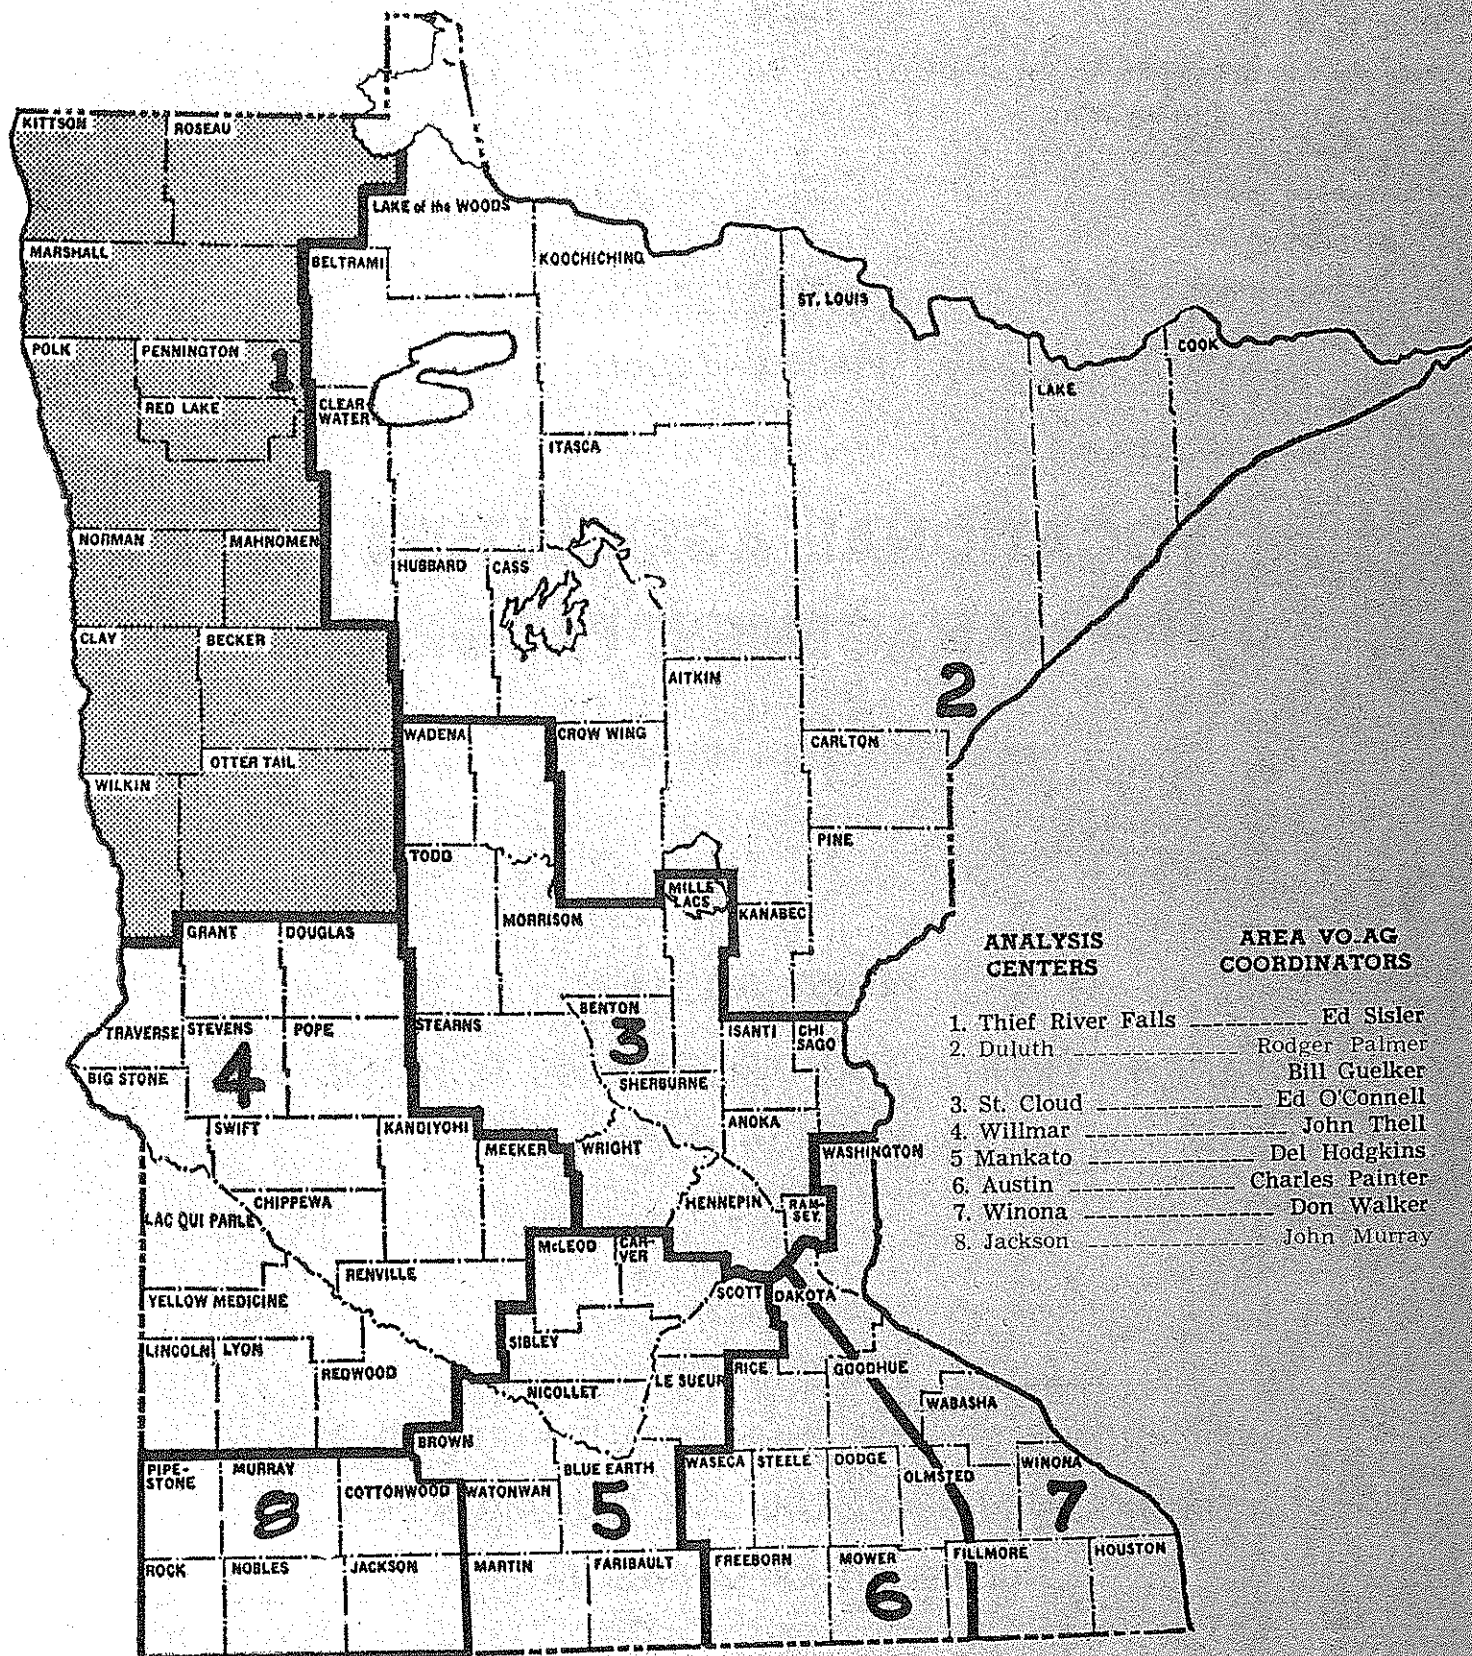 KITTSON
ROSEAU
LAKE of the WOODS
MARSHALL
BELTRAMI
KOOCHICHING
ST. LOUIS
POLK
PENNINGTON
1
COOK
RED LAKE
CLEAR-
WATER
LAKE
ITASCA
NORMAN
MAHNOMEN
HUBBARD
CASS
CLAY
BECKER
AITKIN
2
WADENA
CROW WING
CARLTON
OTTER TAIL
WILKIN
PINE
TODD
MILLE
LACS
MORRISON
KANABEC
GRANT
DOUGLAS
BENTON
TRAVERSE
STEVENS
POPE
STEARNS
3
ISANTI
CHI
SAGO
4
BIG STONE
SHERBURNE
SWIFT
KANDIYOHI
ANOKA
MEEKER
WRIGHT
WASHINGTON
CHIPPEWA
HENNEPIN
RAM-
SEY.
LAC QUI PARLE
McLEOD
CAR-
VER
RENVILLE
YELLOW MEDICINE
SCOTT
DAKOTA
SIBLEY
LINCOLN
LYON
REDWOOD
RICE
GOODHUE
NICOLLET
LE SUEUR
WABASHA
BROWN
PIPE-
STONE
MURRAY
BLUE EARTH
WASECA
STEELE
DODGE
WINONA
COTTONWOOD
WATONWAN
OLMSTED
8
5
7
ROCK
NOBLES
JACKSON
MARTIN
FARIBAULT
FREEBORN
MOWER
FILLMORE
HOUSTON
6
ANALYSIS
CENTERS
AREA VO.AG
COORDINATORS
1. Thief River Falls __________ Ed Sisler
2. Duluth ______________ Rodger Palmer
Bill Guelker
3. St. Cloud ______________ Ed O'Connell
4. Willmar __________________ John Thell
5 Mankato ______________ Del Hodgkins
6. Austin ______________ Charles Painter
7. Winona _________________ Don Walker
8. Jackson ________________ John Murray